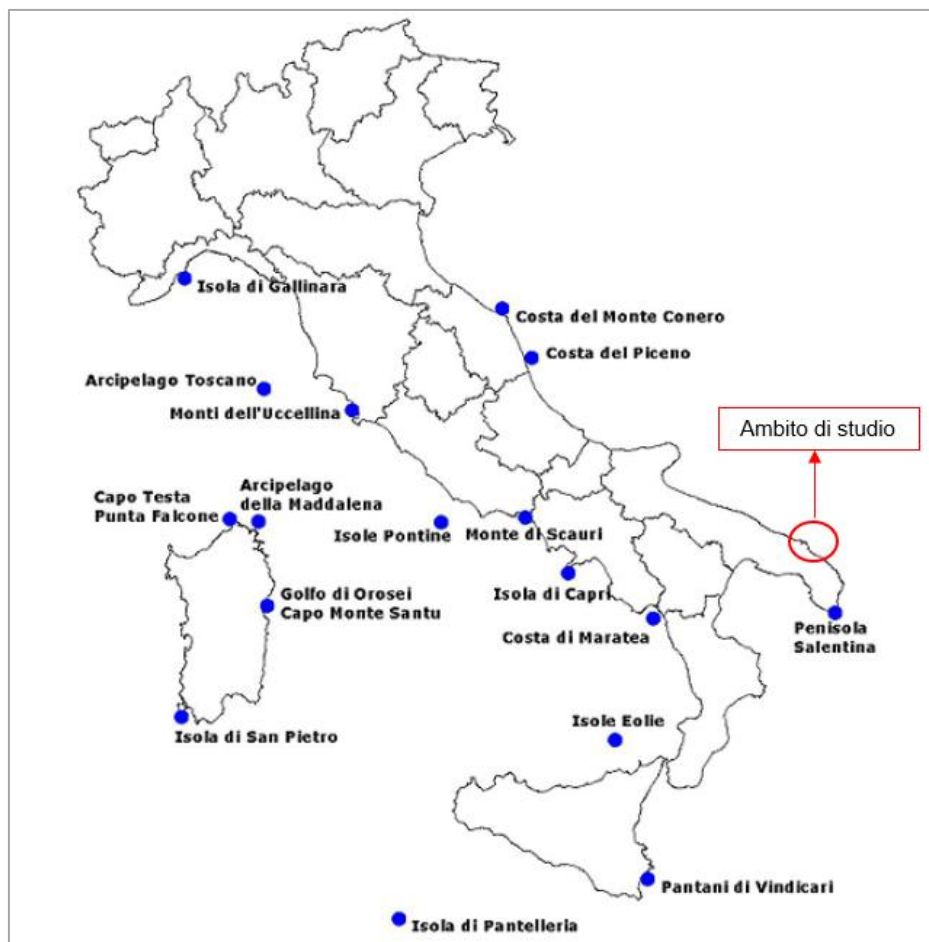 Isola di Gallinara
Costa del Monte Conero
Costa del Piceno
Arcipelago Toscano
Monti dell'Uccellina
Ambito di studio
Capo Testa
Punta Falcone
Arcipelago
della Maddalena
Isole Pontine
Monte di Scauri
Isola di Capri
Golfo di Orosei
Capo Monte Santu
Costa di Maratea
Penisola
Salentina
Isola di San Pietro
Isole Eolie
Pantani di Vindicari
Isola di Pantelleria